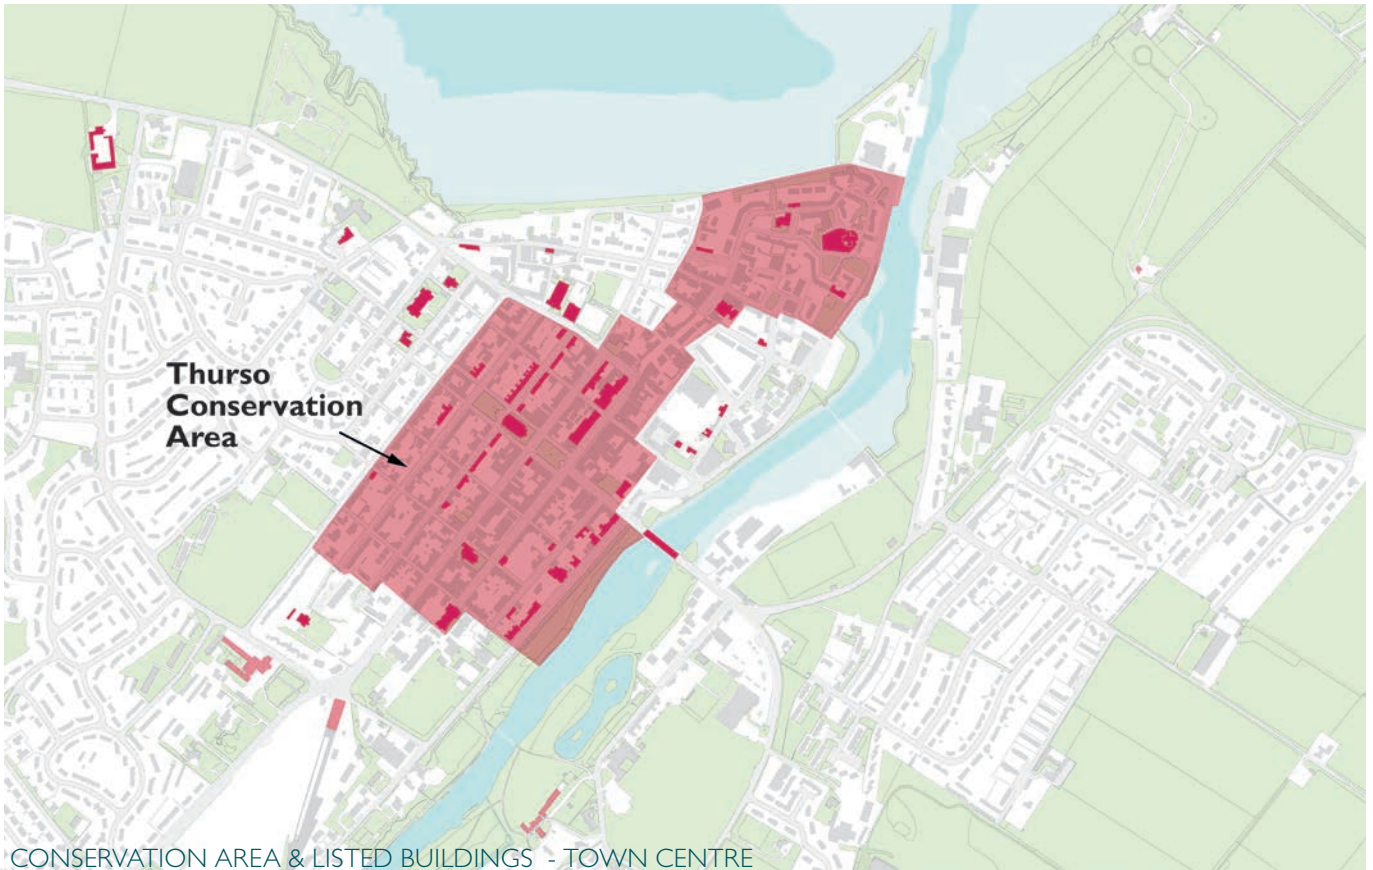 Thurso
Conservation
Area
CONSERVATION AREA & LISTED BUILDINGS - TOWN CENTRE